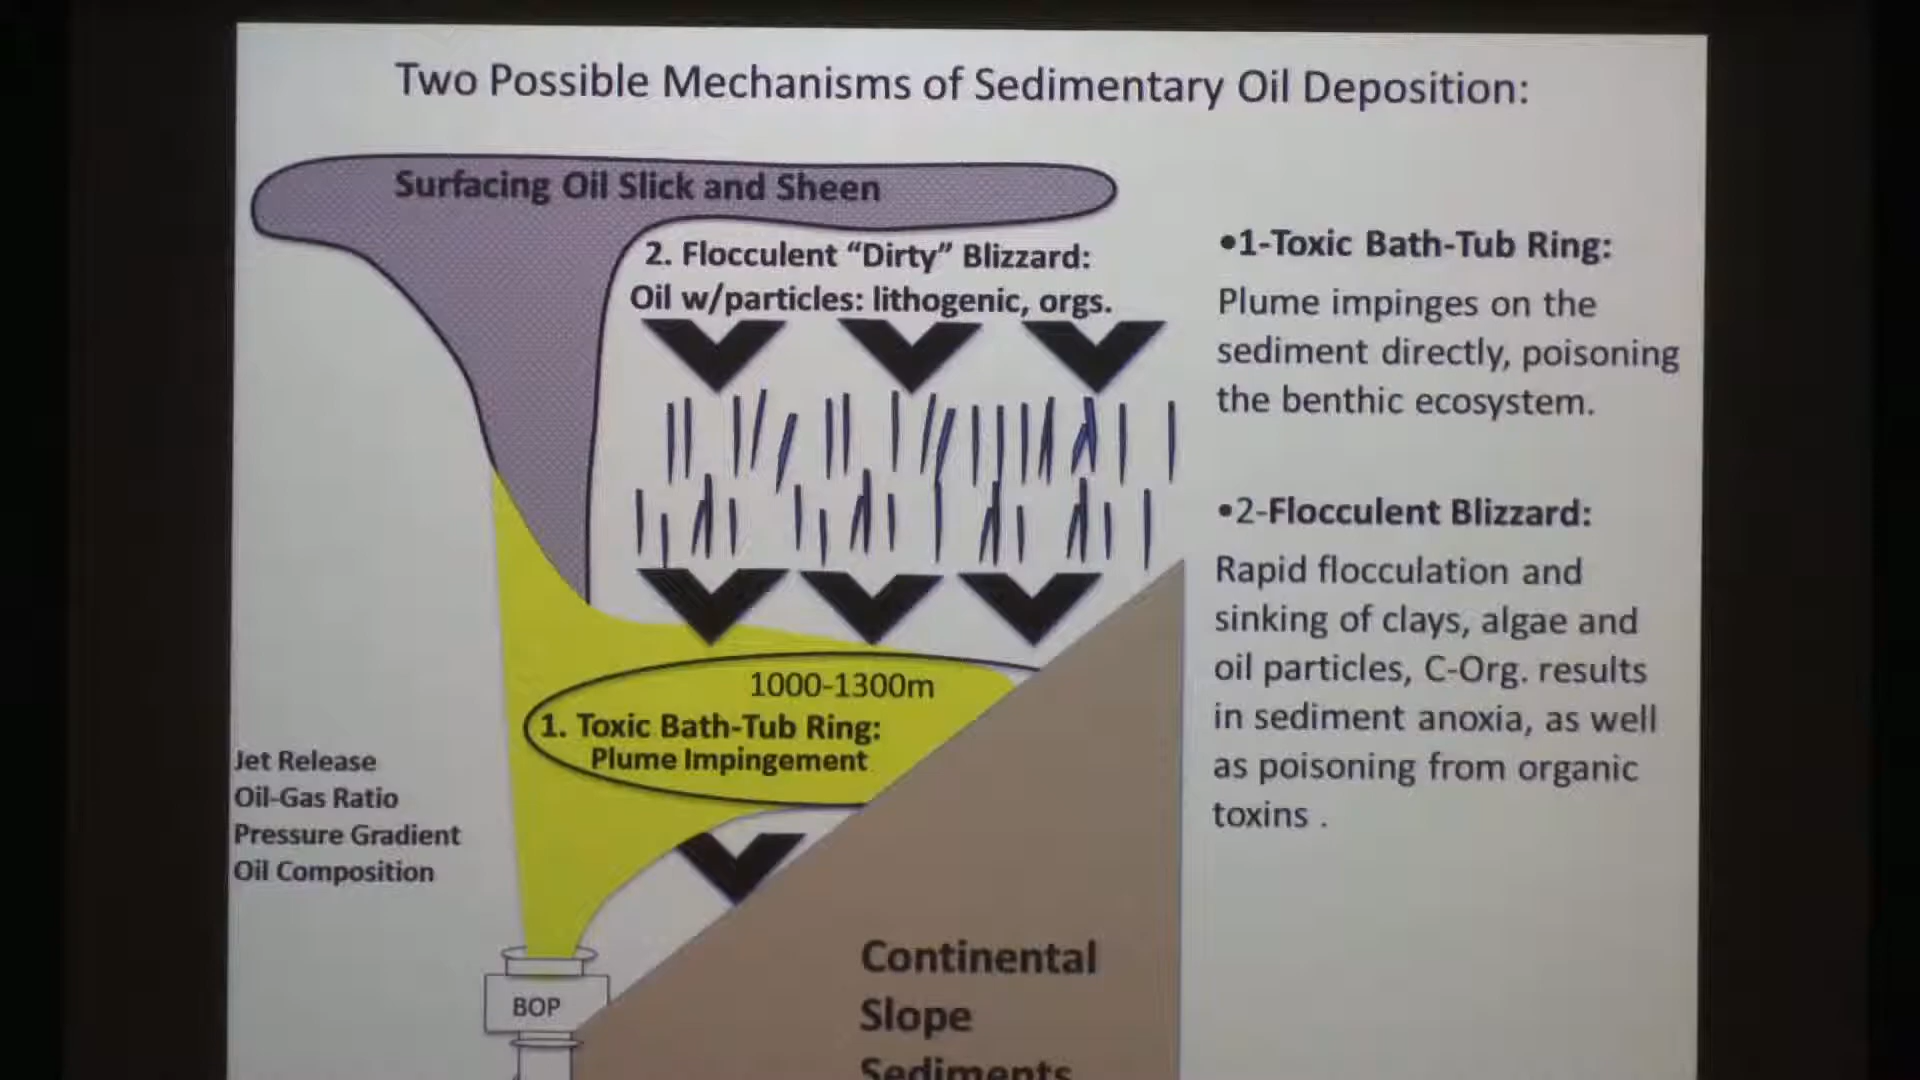 Two Possible Mechanisms of Sedimentary Oil Deposition:
Surfacing Oil Slick and Sheen
2. Flocculent “Dirty” Blizzard:
Oil w/particles: lithogenic, orgs.
1000-1300m
1. Toxic Bath-Tub Ring:
Plume Impingement
Jet Release
Oil-Gas Ratio
Pressure Gradient
Oil Composition
BOP
Continental
Slope
Sediments
•1-Toxic Bath-Tub Ring:
Plume impinges on the
sediment directly, poisoning
the benthic ecosystem.
•2-Flocculent Blizzard:
Rapid flocculation and
sinking of clays, algae and
oil particles, C-Org. results
in sediment anoxia, as well
as poisoning from organic
toxins .